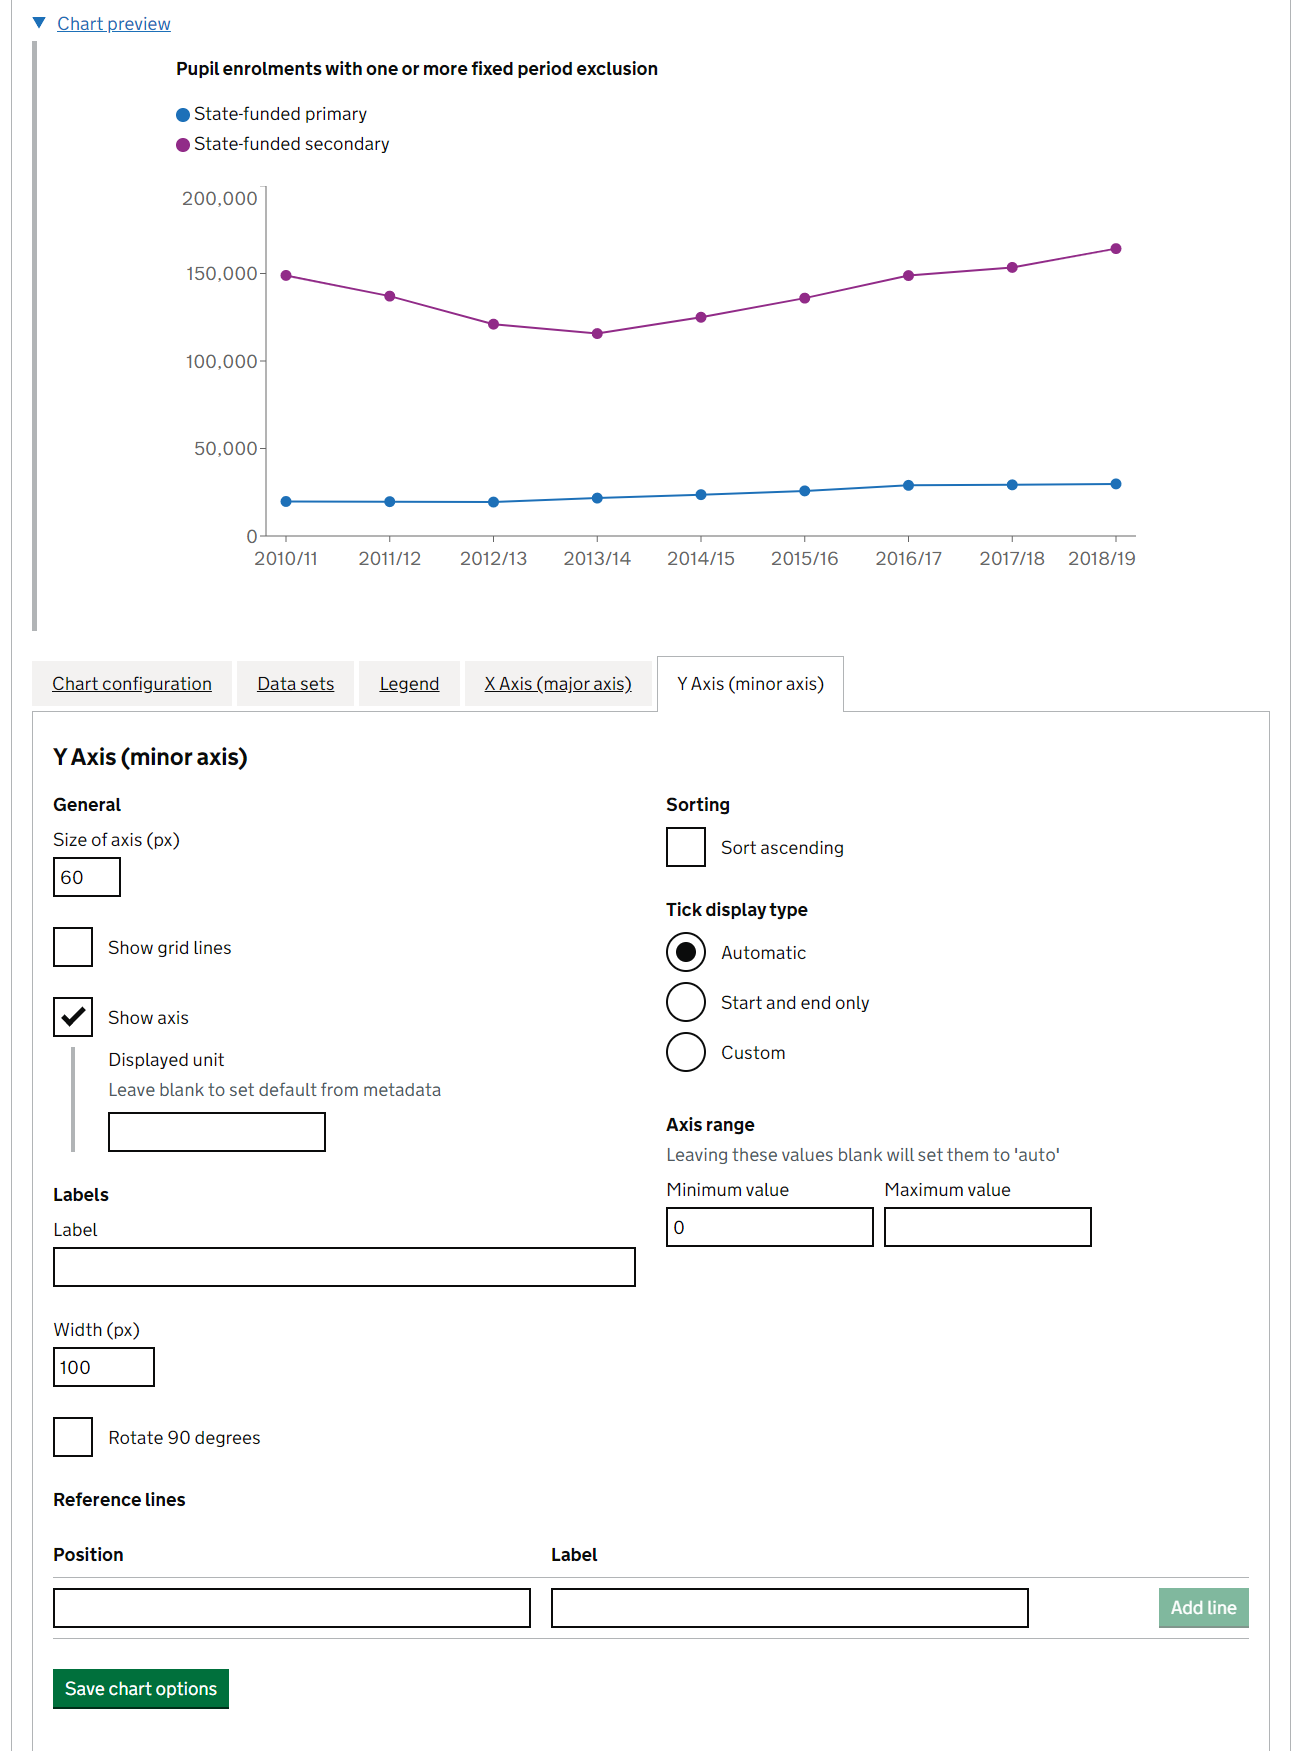 Chart preview
Pupil enrolments with one or more fixed period exclusion
State-funded primary
State-funded secondary
200,000
150,000
100,000
50,000
0
2010/11 2011/12 2012/13 2013/14 2014/15 2015/16 2016/17 2017/18 2018/19
Chart configuration Data sets Legend X Axis (major axis) Y Axis (minor axis)
Y Axis (minor axis)
General
Size of axis (px)
60
Show grid lines
Show axis
Displayed unit
Leave blank to set default from metadata
Labels
Label
Width (px)
100
Rotate 90 degrees
Sorting
Sort ascending
Tick display type
Automatic
Start and end only
Custom
Axis range
Leaving these values blank will set them to 'auto'
Minimum value Maximum value
0
Reference lines
Position Label
Add line
Save chart options